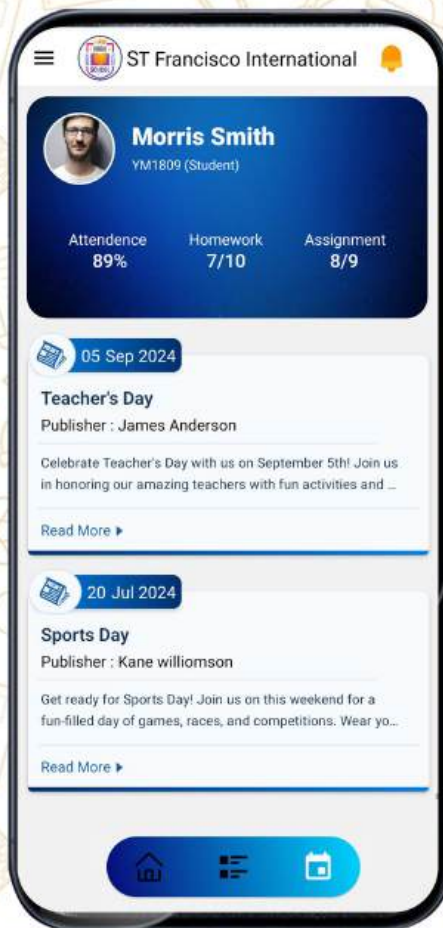 ST Francisco International
Morris Smith
YM1809 (Student)
Attendence Homework Assignment
89% 7/10 8/9
05 Sep 2024
Teacher's Day
Publisher : James Anderson
Celebrate Teacher's Day with us on September 5th! Join us
in honoring our amazing teachers with fun activities and ...
Read More
20 Jul 2024
Sports Day
Publisher : Kane williomson
Get ready for Sports Day! Join us on this weekend for a
fun-filled day of games, races, and competitions. Wear yo...
Read More